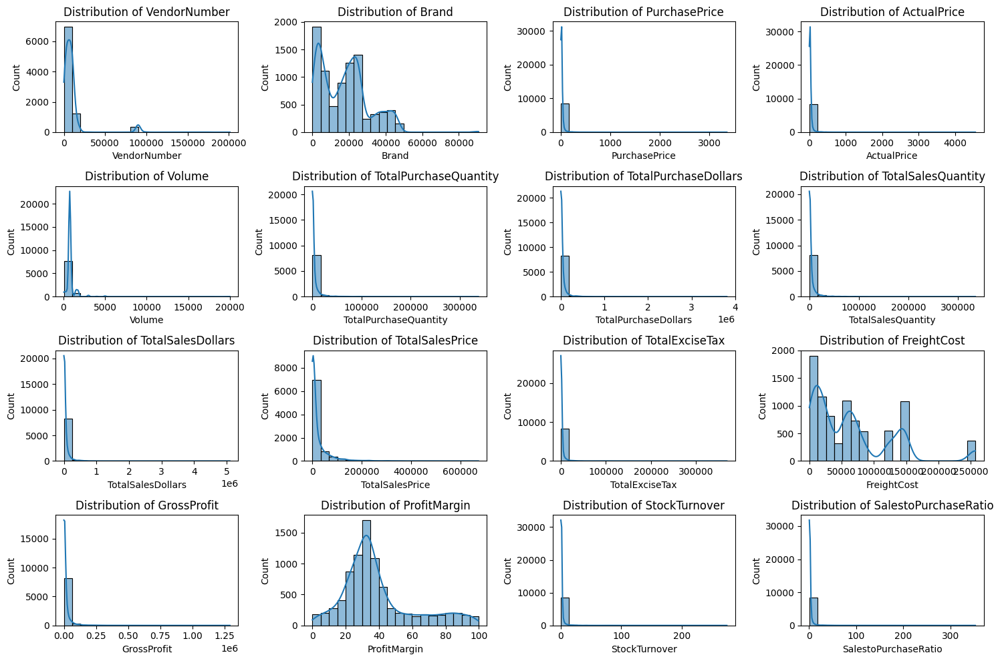 Distribution of VendorNumber
Count
6000
4000
2000
0
0 50000 100000 150000 200000
VendorNumber
Distribution of Brand
Count
2000
1500
1000
500
0
0 20000 40000 60000 80000
Brand
Distribution of PurchasePrice
Count
30000
20000
10000
0
0 1000 2000 3000
PurchasePrice
Distribution of ActualPrice
Count
30000
20000
10000
0
0 1000 2000 3000 4000
ActualPrice
Distribution of Volume
Count
20000
15000
10000
5000
0
0 5000 10000 15000 20000
Volume
Distribution of TotalPurchaseQuantity
Count
20000
15000
10000
5000
0
0 100000 200000 300000
TotalPurchaseQuantity
Distribution of TotalPurchaseDollars
Count
20000
15000
10000
5000
0
0 1 2 3 4
1e6
TotalPurchaseDollars
Distribution of TotalSalesQuantity
Count
20000
15000
10000
5000
0
0 100000 200000 300000
TotalSalesQuantity
Distribution of TotalSalesDollars
Count
20000
15000
10000
5000
0
0 1 2 3 4 5
1e6
TotalSalesDollars
Distribution of TotalSalesPrice
Count
8000
6000
4000
2000
0
0 200000 400000 600000
TotalSalesPrice
Distribution of TotalExciseTax
Count
20000
10000
0
0 100000 200000 300000
TotalExciseTax
Distribution of FreightCost
Count
2000
1500
1000
500
0
0 50000 100000 150000 200000 250000
FreightCost
Distribution of GrossProfit
Count
15000
10000
5000
0
0.00 0.25 0.50 0.75 1.00 1.25
1e6
GrossProfit
Distribution of ProfitMargin
Count
1500
1000
500
0
0 20 40 60 80 100
ProfitMargin
Distribution of StockTurnover
Count
30000
20000
10000
0
0 100 200
StockTurnover
Distribution of SalestoPurchaseRatio
Count
30000
20000
10000
0
0 100 200 300
SalestoPurchaseRatio